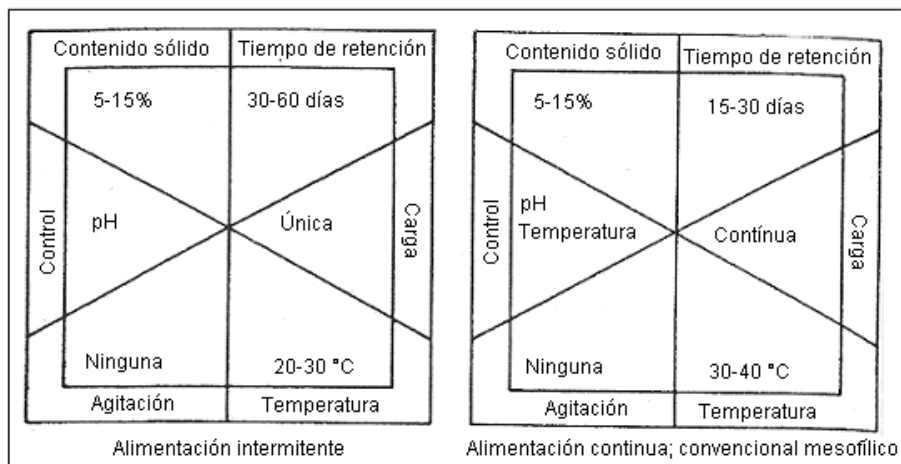 Contenido sólido
Tiempo de retención
5-15%
30-60 días
Control
pH
Única
Carga
Ninguna
20-30 °C
Agitación
Temperatura
Alimentación intermitente
Contenido sólido
Tiempo de retención
5-15%
15-30 días
Control
pH
Temperatura
Contínua
Carga
Ninguna
30-40 °C
Agitación
Temperatura
Alimentación continua; convencional mesofílico